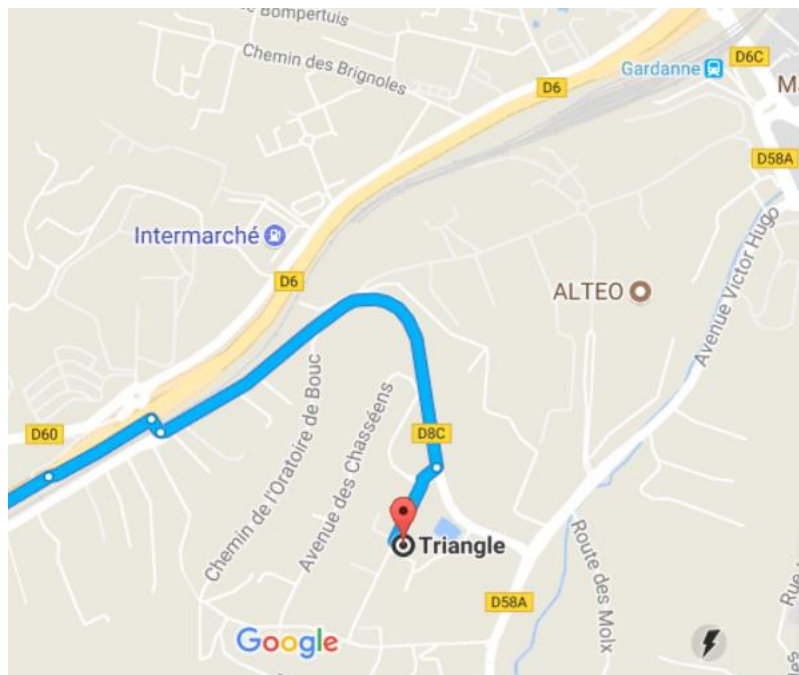 Bompertuis
Chemin des Brignoles
D6C
Gardanne
D6
D58A
Intermarché
Avenue Victor Hugo
D6
ALTEO
Chemin de l'Oratoire de Bouc
Avenue des Chasséens
D60
D8C
Triangle
Route des Molx
D58A
Rue
Google